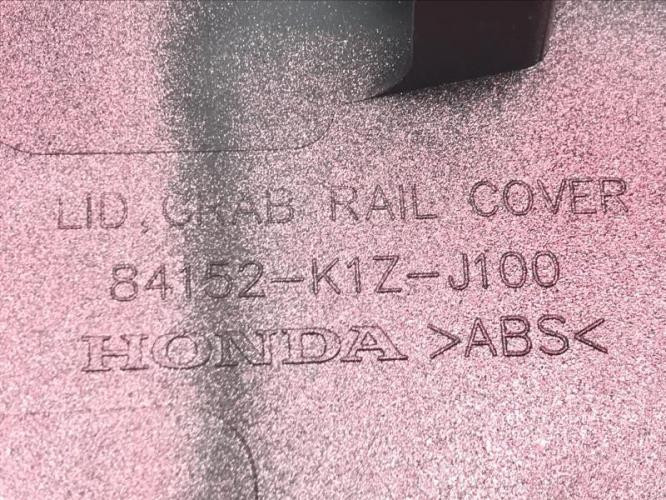 LID, GRAB RAIL COVER
84152-K1Z-J100
HONDA >ABS<